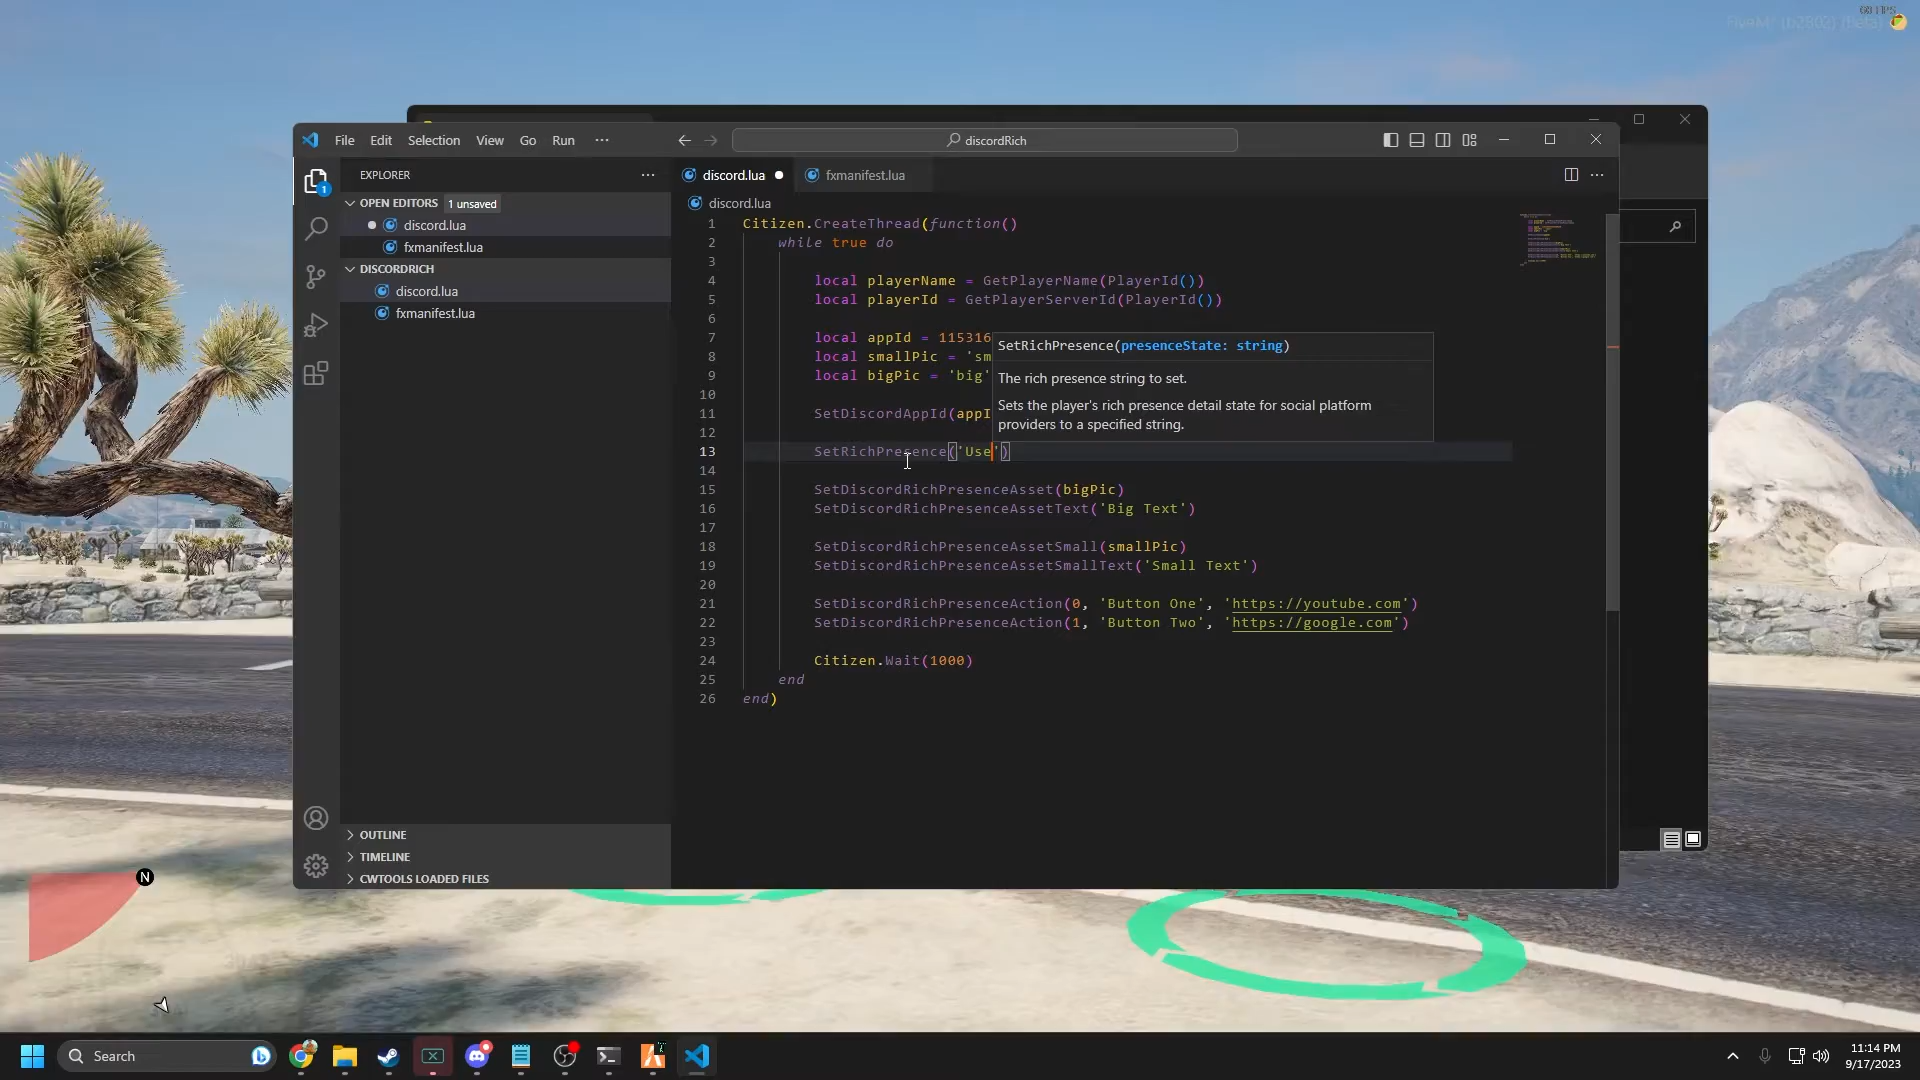 60 FPS
FiveM* (b2802) (Beta)
File Edit Selection View Go Run ···
discordRich
EXPLORER
discord.lua
fxmanifest.lua
OPEN EDITORS 1 unsaved
discord.lua
fxmanifest.lua
DISCORDRICH
discord.lua
fxmanifest.lua
OUTLINE
TIMELINE
CWTOOLS LOADED FILES
discord.lua
1 Citizen.CreateThread(function()
2 while true do
3
4 local playerName = GetPlayerName(PlayerId())
5 local playerId = GetPlayerServerId(PlayerId())
6
7 local appId = 115316
8 local smallPic = 'sm
9 local bigPic = 'big'
10
11 SetDiscordAppId(appI
12
13 SetRichPresence('Use')
14
15 SetDiscordRichPresenceAsset(bigPic)
16 SetDiscordRichPresenceAssetText('Big Text')
17
18 SetDiscordRichPresenceAssetSmall(smallPic)
19 SetDiscordRichPresenceAssetSmallText('Small Text')
20
21 SetDiscordRichPresenceAction(0, 'Button One', 'https://youtube.com')
22 SetDiscordRichPresenceAction(1, 'Button Two', 'https://google.com')
23
24 Citizen.Wait(1000)
25 end
26 end)
SetRichPresence(presenceState: string)
The rich presence string to set.
Sets the player's rich presence detail state for social platform
providers to a specified string.
1
N
Search
11:14 PM
9/17/2023